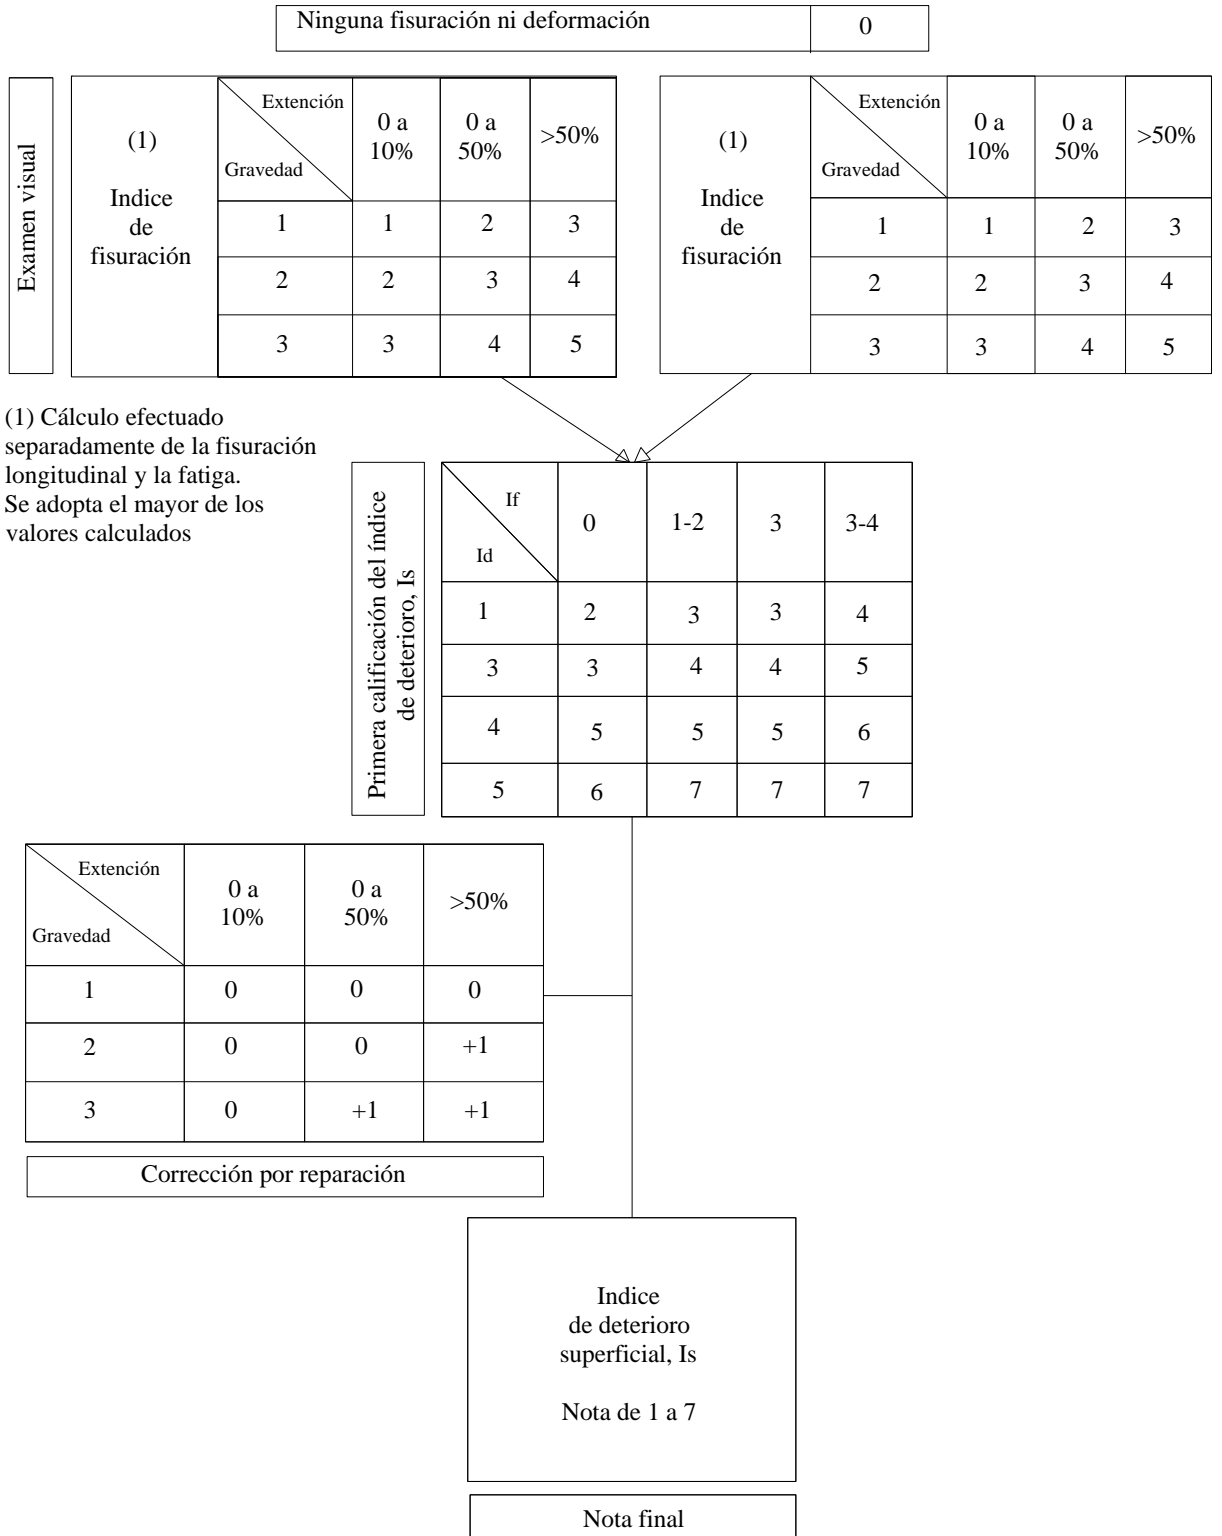 Ninguna fisuración ni deformación 0
Examen visual
(1)
Indice
de
fisuración
Extención
Gravedad
0 a
10%
0 a
50%
>50%
1 1 2 3
2 2 3 4
3 3 4 5
(1)
Indice
de
fisuración
Extención
Gravedad
0 a
10%
0 a
50%
>50%
1 1 2 3
2 2 3 4
3 3 4 5
(1) Cálculo efectuado
separadamente de la fisuración
longitudinal y la fatiga.
Se adopta el mayor de los
valores calculados
Primera calificación del índice
de deterioro, Is
If
Id
0 1-2 3 3-4
1 2 3 3 4
3 3 4 4 5
4 5 5 5 6
5 6 7 7 7
Extención
Gravedad
0 a
10%
0 a
50%
>50%
1 0 0 0
2 0 0 +1
3 0 +1 +1
Corrección por reparación
Indice
de deterioro
superficial, Is
Nota de 1 a 7
Nota final